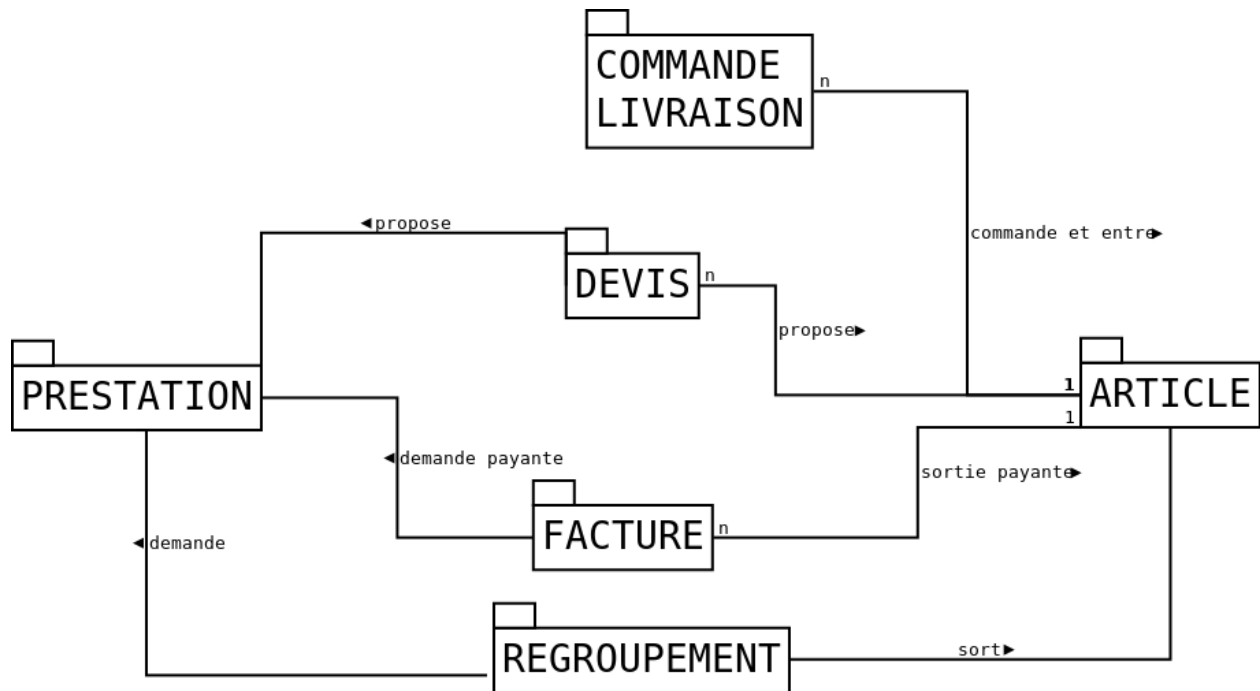 COMMANDE
LIVRAISON
n
propose
commande et entre
DEVIS
n
propose
PRESTATION
1
ARTICLE
1
demande payante
sortie payante
FACTURE
n
demande
REGROUPEMENT
sort